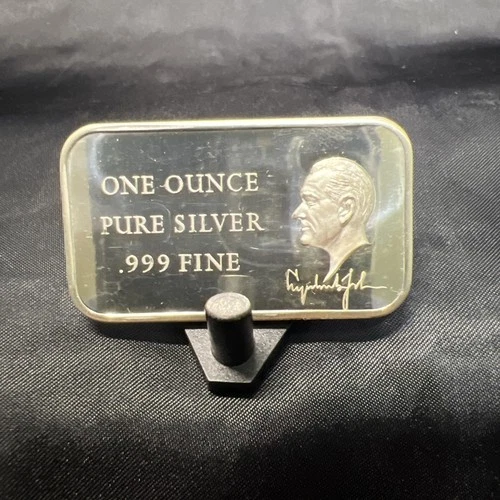 ONE OUNCE
PURE SILVER
.999 FINE